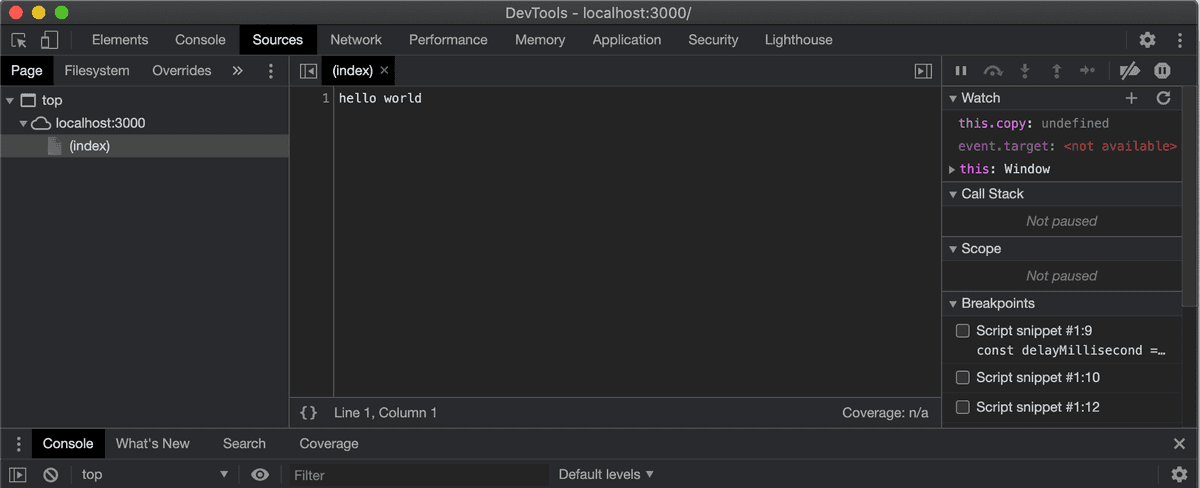 DevTools - localhost:3000/
Elements Console Sources Network Performance Memory Application Security Lighthouse
Page Filesystem Overrides »
(index) ×
top
localhost:3000
(index)
1 hello world
{} Line 1, Column 1 Coverage: n/a
Watch
this.copy: undefined
event.target: <not available>
this: Window
Call Stack
Not paused
Scope
Not paused
Breakpoints
Script snippet #1:9
const delayMillisecond =…
Script snippet #1:10
Script snippet #1:12
Console What's New Search Coverage
top Filter Default levels